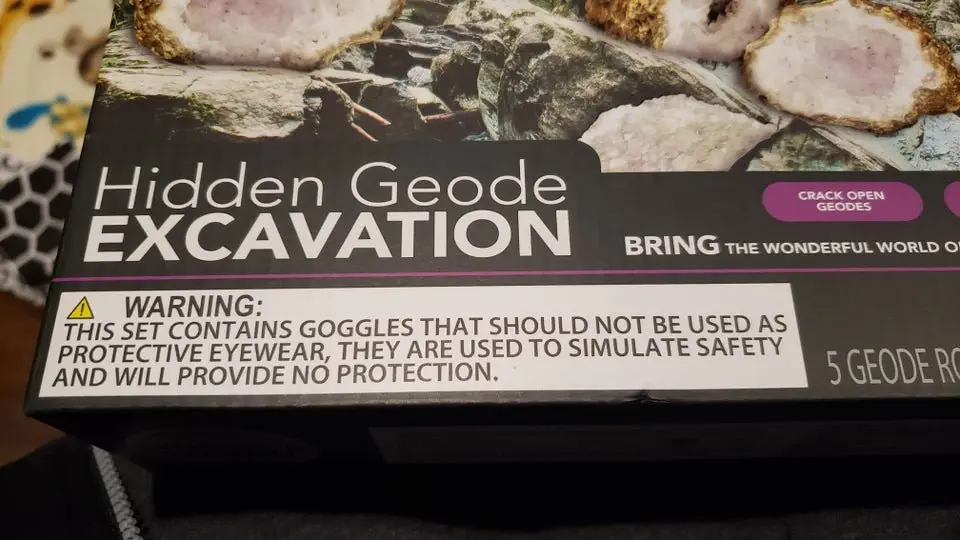 Hidden Geode
EXCAVATION
CRACK OPEN
GEODES
BRING THE WONDERFUL WORLD
WARNING:
THIS SET CONTAINS GOGGLES THAT SHOULD NOT BE USED AS
PROTECTIVE EYEWEAR, THEY ARE USED TO SIMULATE SAFETY
AND WILL PROVIDE NO PROTECTION.
5 GEODE